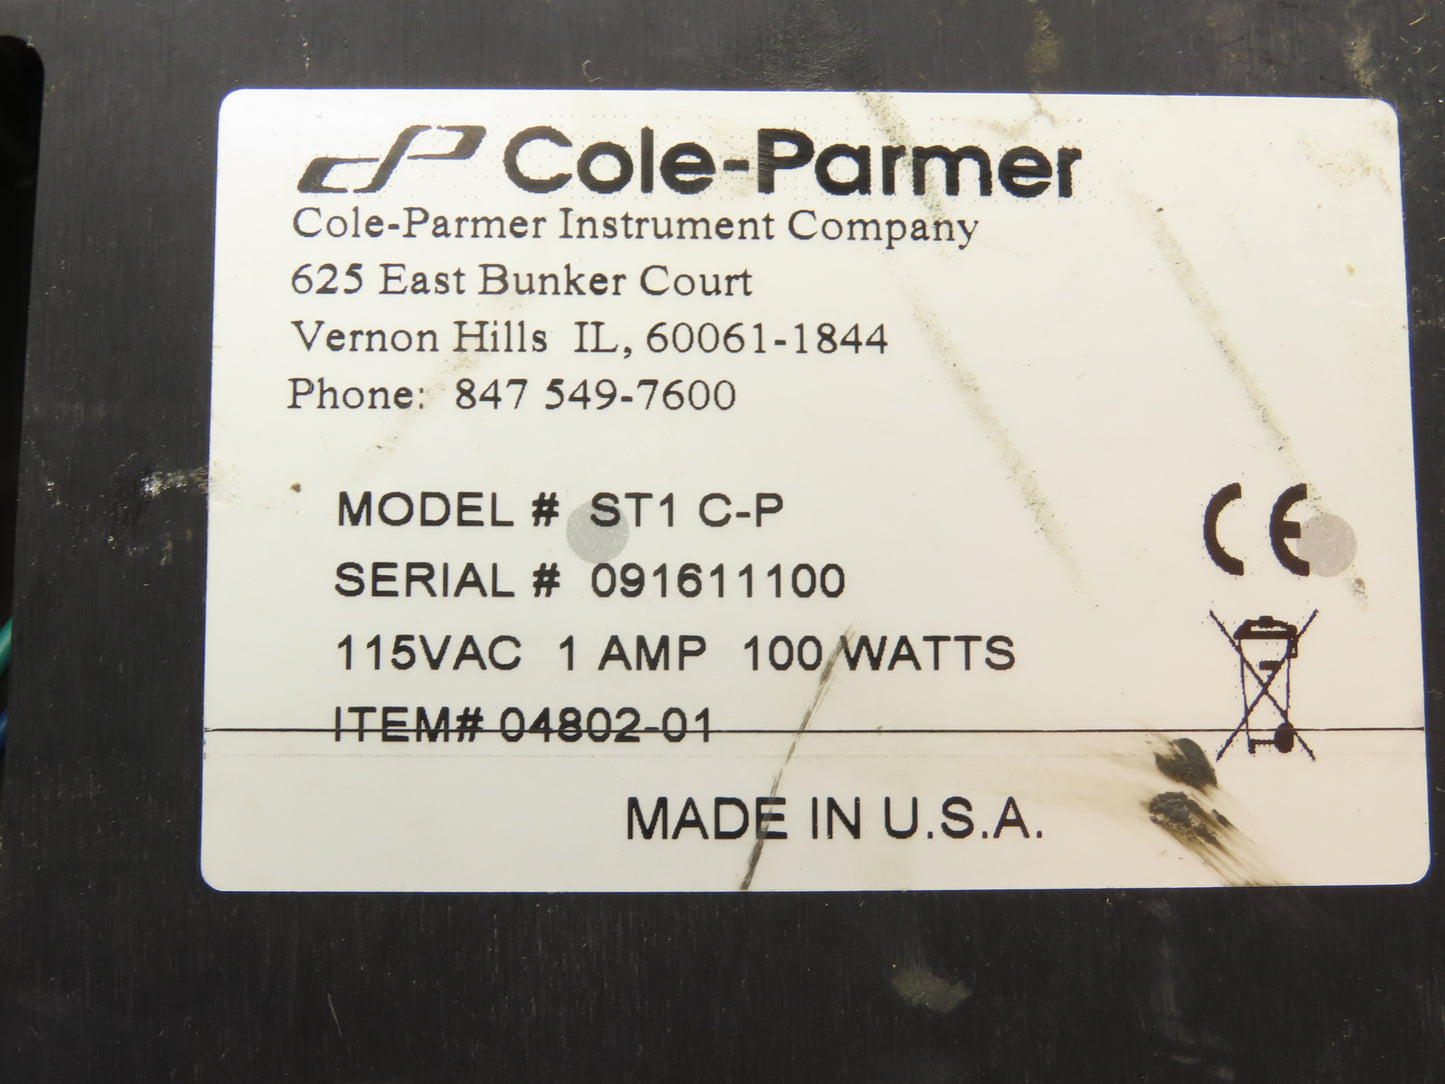 Cole-Parmer
Cole-Parmer Instrument Company
625 East Bunker Court
Vernon Hills IL, 60061-1844
Phone: 847 549-7600
MODEL # ST1 C-P
SERIAL # 091611100
115VAC 1 AMP 100 WATTS
ITEM# 04802-01
MADE IN U.S.A.
CE